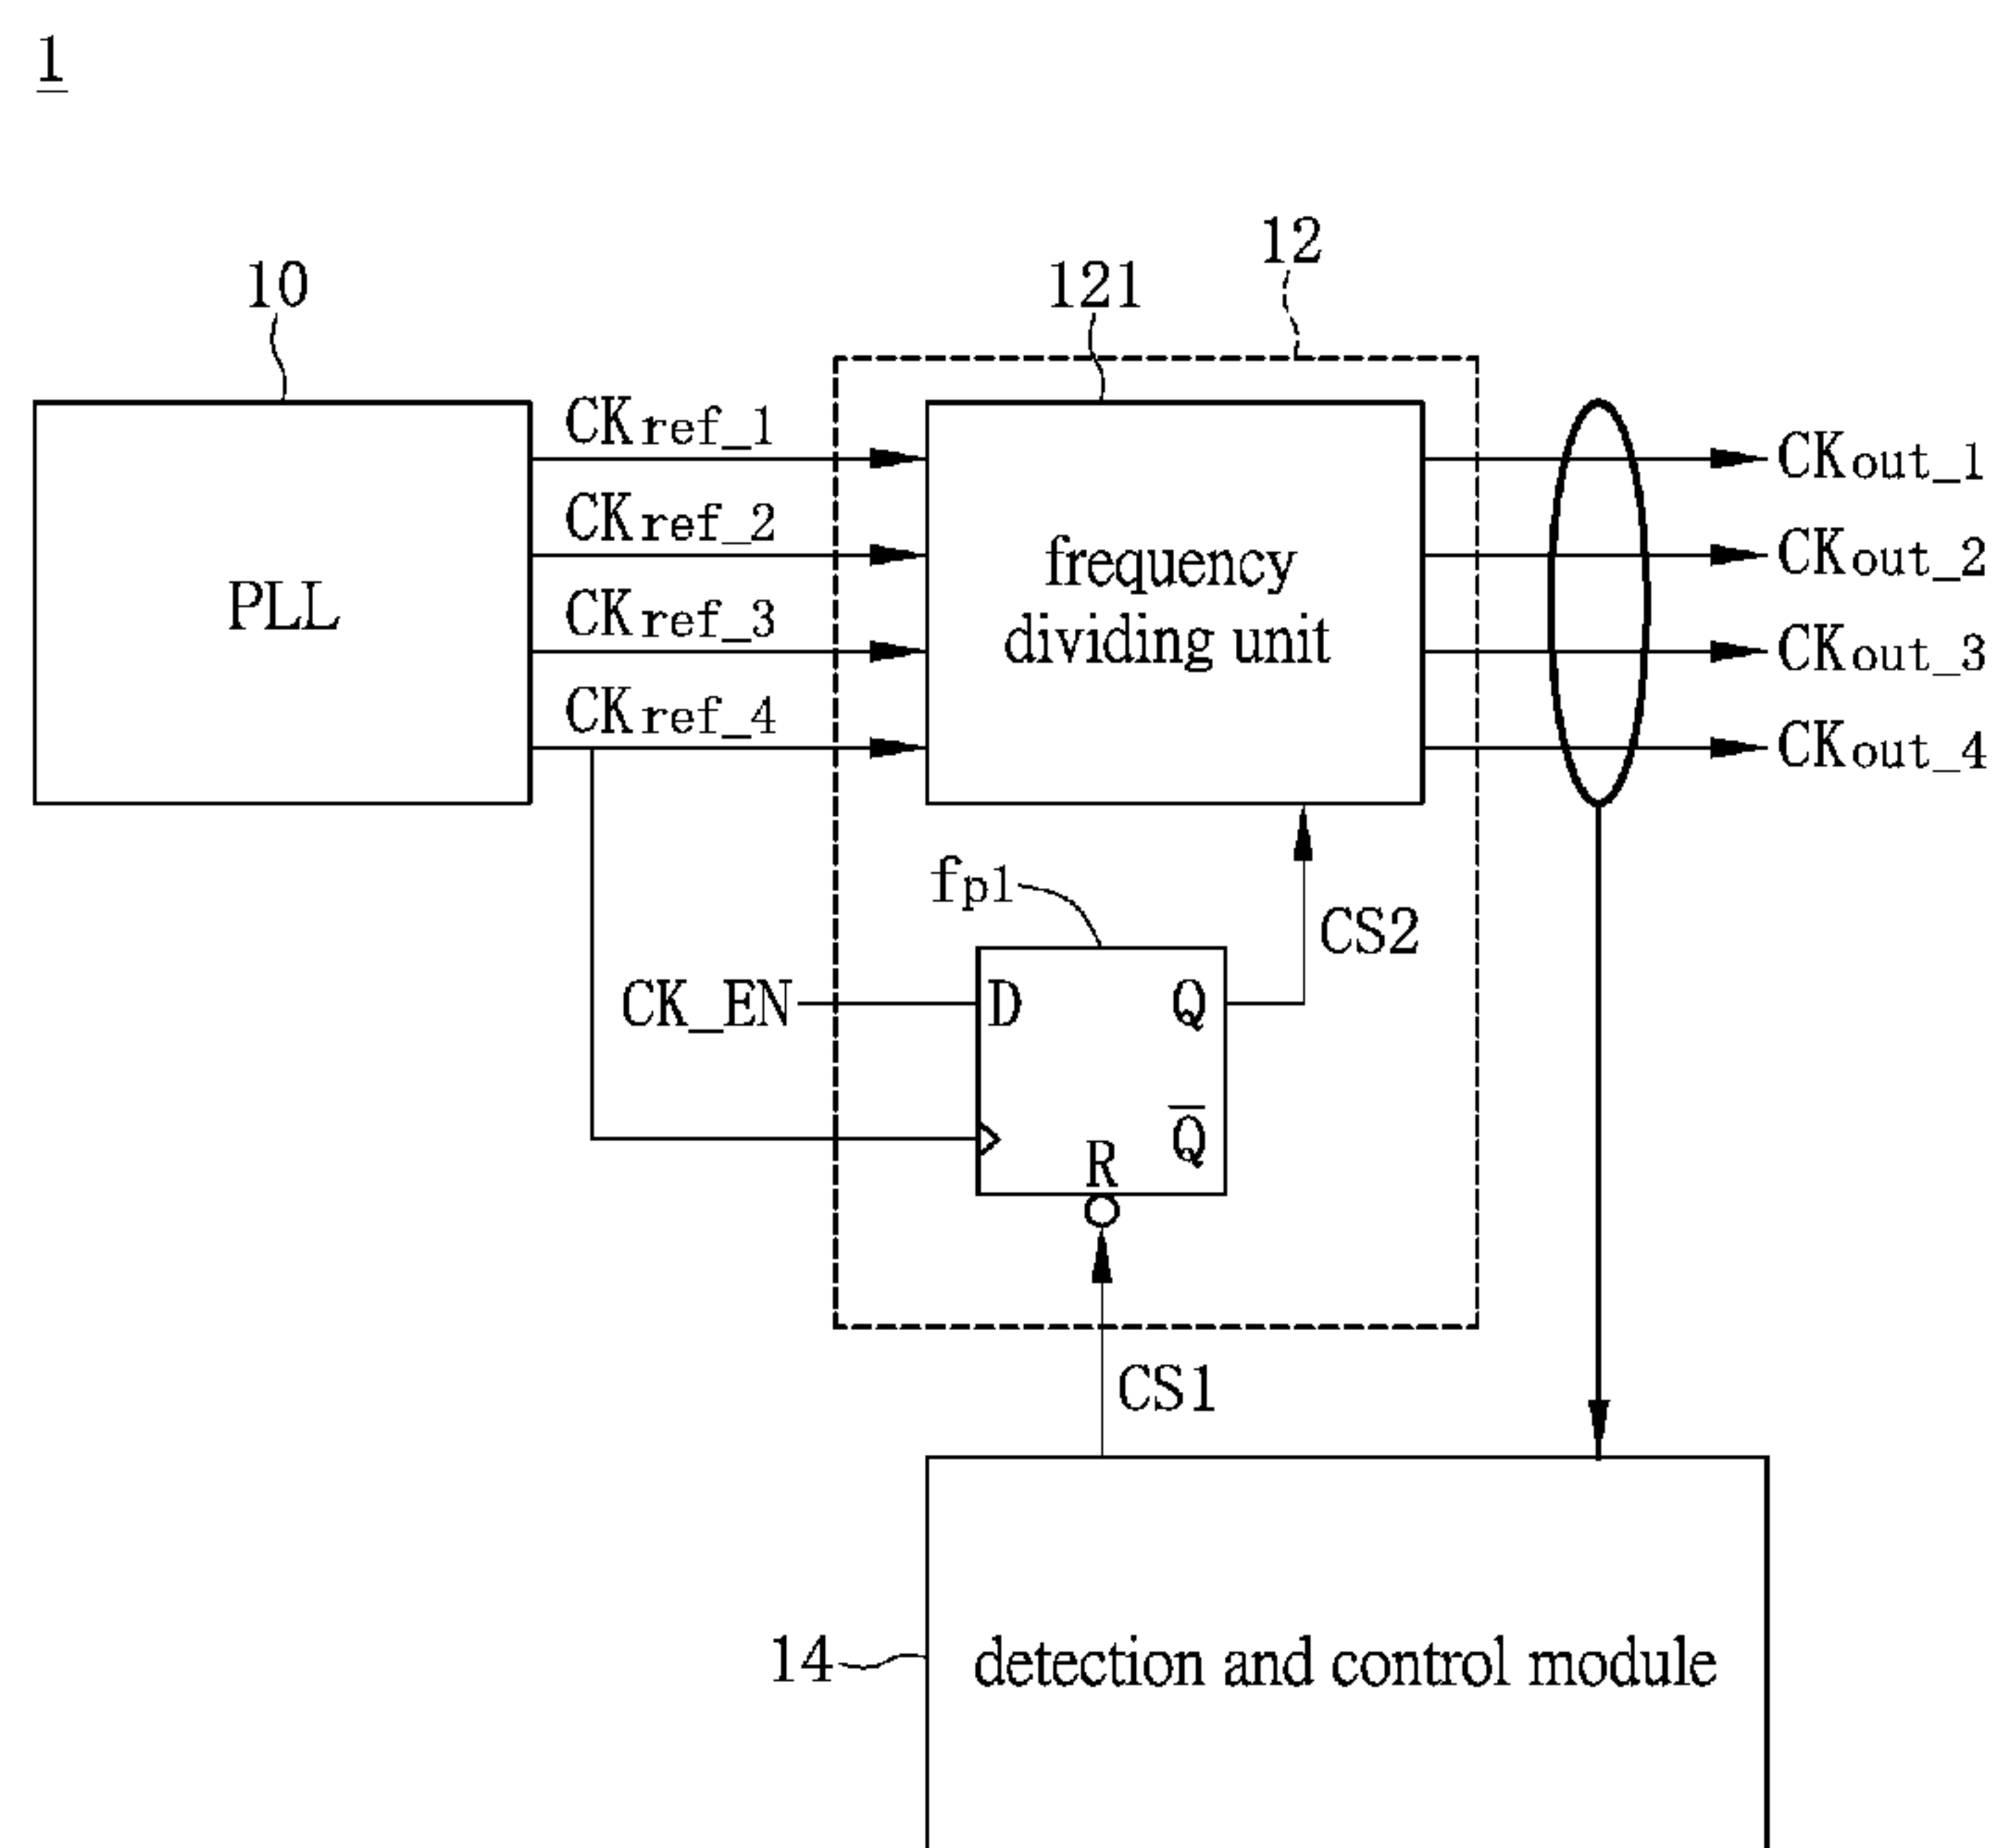 1
12
10
121
CKref_1
CKref_2
CKref_3
CKref_4
PLL
frequency
dividing unit
CKout_1
CKout_2
CKout_3
CKout_4
fp1
CS2
CK_EN
D
Q
Q̅
R
CS1
14
detection and control module